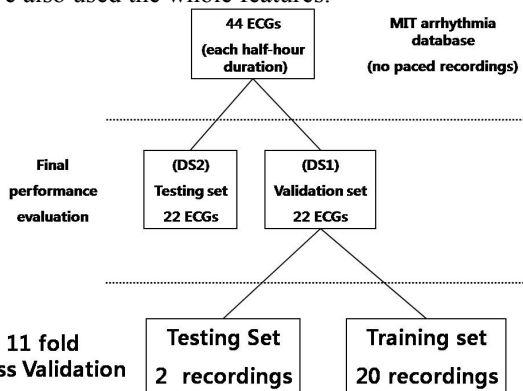 also used the whole features.
44 ECGs
(each half-hour
duration)
MIT arrhythmia
database
(no paced recordings)
Final
performance
evaluation
(DS2)
Testing set
22 ECGs
(DS1)
Validation set
22 ECGs
11 fold
Validation
Testing Set
2 recordings
Training set
20 recordings